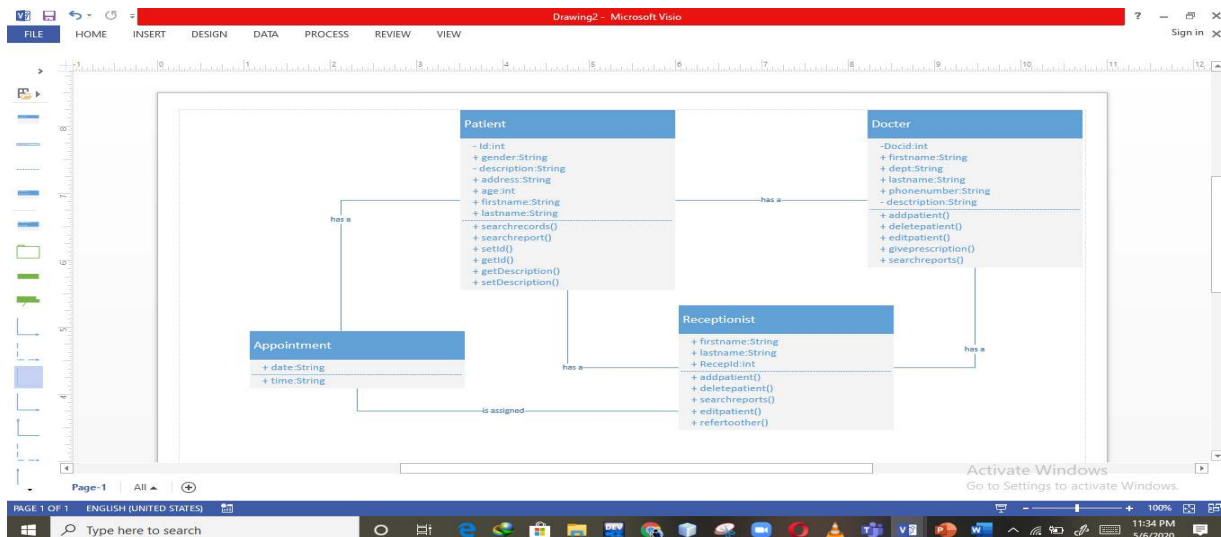 Drawing2 - Microsoft Visio
FILE HOME INSERT DESIGN DATA PROCESS REVIEW VIEW Sign in
Patient
- Id:int
+ gender:String
- description:String
+ address:String
+ age:int
+ firstname:String
+ lastname:String
+ searchrecords()
+ searchreport()
+ setId()
+ getId()
+ getDescription()
+ setDescription()
Docter
-Docid:int
+ firstname:String
+ dept:String
+ lastname:String
+ phonenumber:String
- desctription:String
+ addpatient()
+ deletepatient()
+ editpatient()
+ giveprescription()
+ searchreports()
has a
has a
Receptionist
+ firstname:String
+ lastname:String
+ RecepId:int
+ addpatient()
+ deletepatient()
+ searchreports()
+ editpatient()
+ refertoother()
Appointment
+ date:String
+ time:String
has a
has a
is assigned
Activate Windows
Go to Settings to activate Windows.
Page-1 All
PAGE 1 OF 1 ENGLISH (UNITED STATES) 100%
Type here to search
11:34 PM
5/6/2020